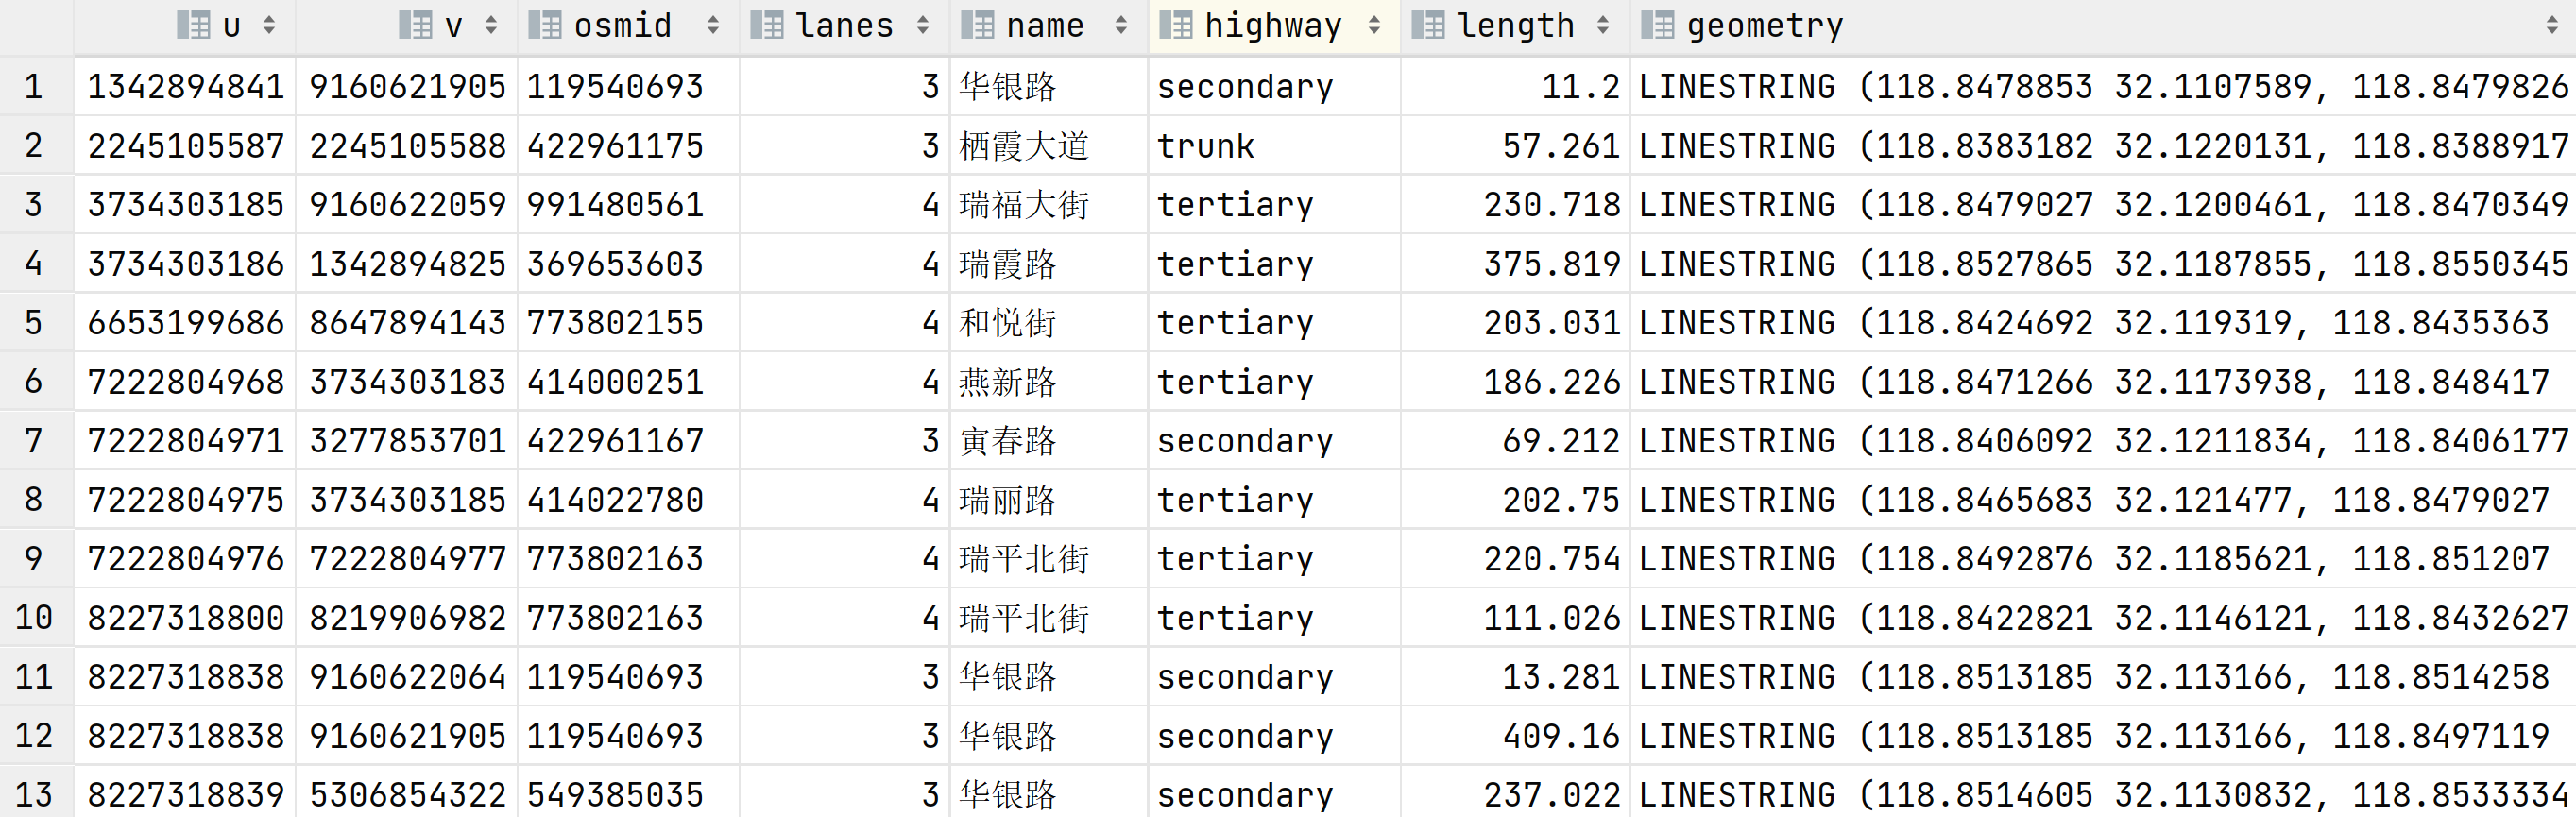 u v osmid lanes name highway length geometry
1 1342894841 9160621905 119540693 3 华银路 secondary 11.2 LINESTRING (118.8478853 32.1107589, 118.8479826
2 2245105587 2245105588 422961175 3 栖霞大道 trunk 57.261 LINESTRING (118.8383182 32.1220131, 118.8388917
3 3734303185 9160622059 991480561 4 瑞福大街 tertiary 230.718 LINESTRING (118.8479027 32.1200461, 118.8470349
4 3734303186 1342894825 369653603 4 瑞霞路 tertiary 375.819 LINESTRING (118.8527865 32.1187855, 118.8550345
5 6653199686 8647894143 773802155 4 和悦街 tertiary 203.031 LINESTRING (118.8424692 32.119319, 118.8435363
6 7222804968 3734303183 414000251 4 燕新路 tertiary 186.226 LINESTRING (118.8471266 32.1173938, 118.848417
7 7222804971 3277853701 422961167 3 寅春路 secondary 69.212 LINESTRING (118.8406092 32.1211834, 118.8406177
8 7222804975 3734303185 414022780 4 瑞丽路 tertiary 202.75 LINESTRING (118.8465683 32.121477, 118.8479027
9 7222804976 7222804977 773802163 4 瑞平北街 tertiary 220.754 LINESTRING (118.8492876 32.1185621, 118.851207
10 8227318800 8219906982 773802163 4 瑞平北街 tertiary 111.026 LINESTRING (118.8422821 32.1146121, 118.8432627
11 8227318838 9160622064 119540693 3 华银路 secondary 13.281 LINESTRING (118.8513185 32.113166, 118.8514258
12 8227318838 9160621905 119540693 3 华银路 secondary 409.16 LINESTRING (118.8513185 32.113166, 118.8497119
13 8227318839 5306854322 549385035 3 华银路 secondary 237.022 LINESTRING (118.8514605 32.1130832, 118.8533334